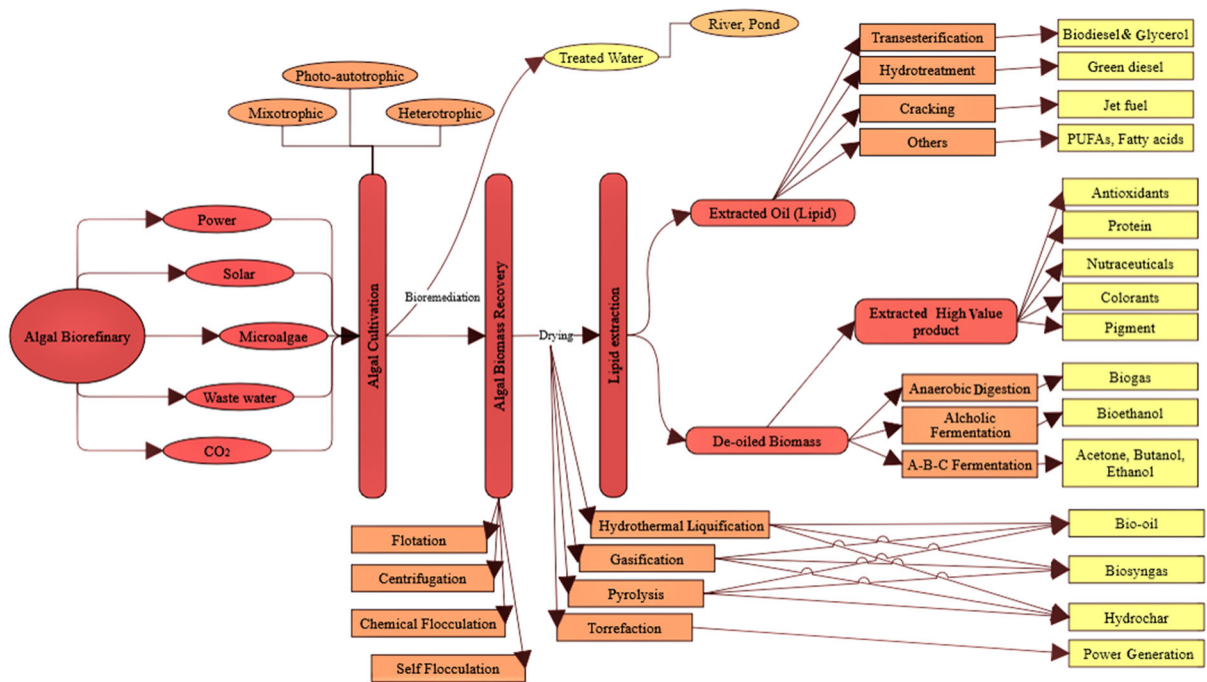 River, Pond
Treated Water
Photo-autotrophic
Mixotrophic
Heterotrophic
Algal Biorefinary
Power
Solar
Microalgae
Waste water
CO2
Algal Cultivation
Bioremediation
Algal Biomass Recovery
Drying
Lipid extraction
Flotation
Centrifugation
Chemical Flocculation
Self Flocculation
Extracted Oil (Lipid)
Transesterification
Hydrotreatment
Cracking
Others
Biodiesel & Glycerol
Green diesel
Jet fuel
PUFAs, Fatty acids
Extracted High Value
product
Antioxidants
Protein
Nutraceuticals
Colorants
Pigment
De-oiled Biomass
Anaerobic Digestion
Alcholic
Fermentation
A-B-C Fermentation
Biogas
Bioethanol
Acetone, Butanol,
Ethanol
Hydrothermal Liquification
Gasification
Pyrolysis
Torrefaction
Bio-oil
Biosyngas
Hydrochar
Power Generation